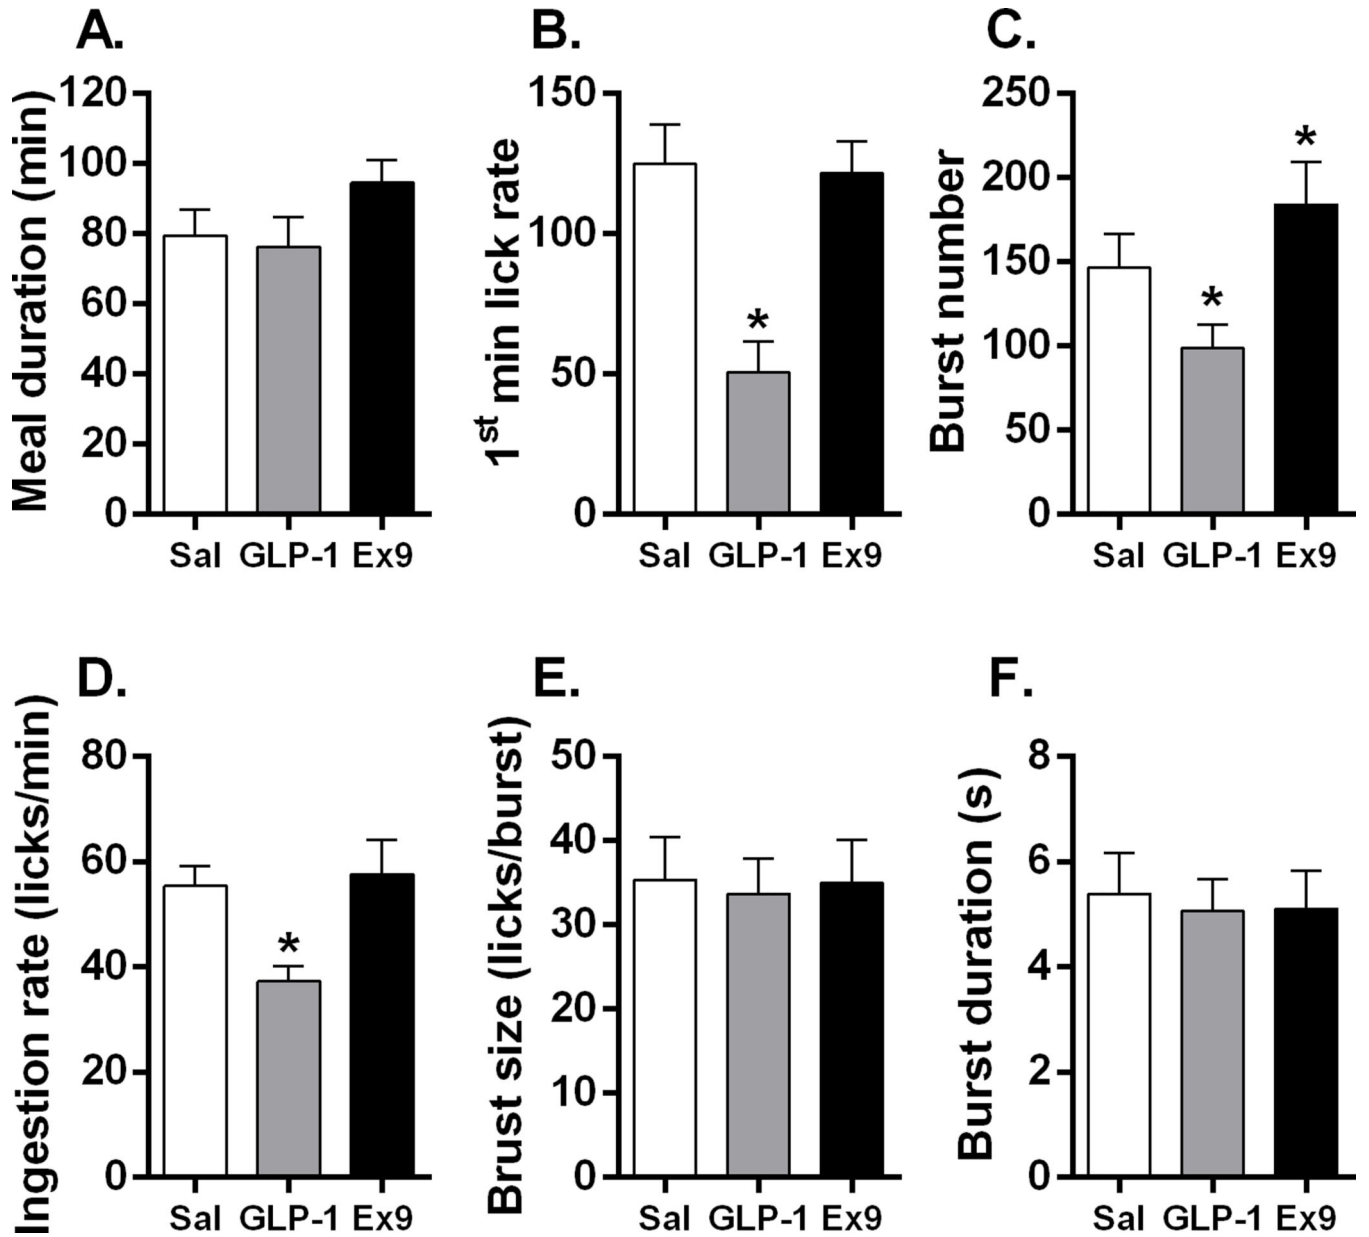 A.
Meal duration (min)
120
100
80
60
40
20
0
Sal GLP-1 Ex9
B.
1st min lick rate
150
100
50
0
*
Sal GLP-1 Ex9
C.
Burst number
250
200
150
100
50
0
*
*
Sal GLP-1 Ex9
D.
Ingestion rate (licks/min)
80
60
40
20
0
*
Sal GLP-1 Ex9
E.
Brust size (licks/burst)
50
40
30
20
10
0
Sal GLP-1 Ex9
F.
Burst duration (s)
8
6
4
2
0
Sal GLP-1 Ex9